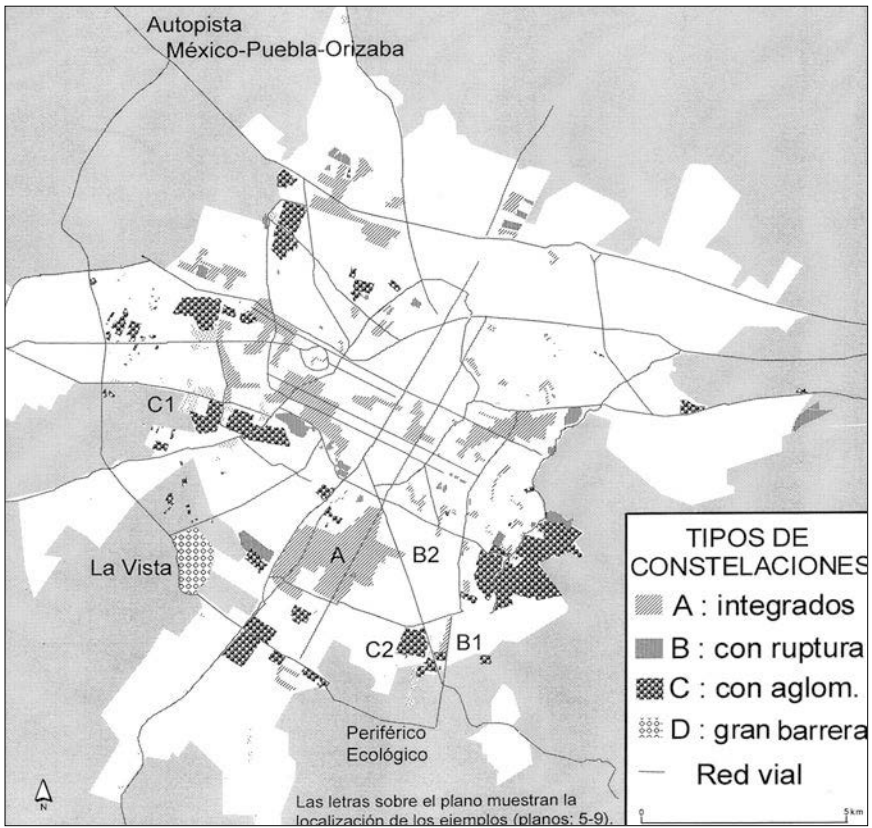 Autopista
México-Puebla-Orizaba
C1
La Vista
A
B2
C2
B1
Periférico
Ecológico
N
Las letras sobre el plano muestran la
localización de los ejemplos (planos: 5-9).
TIPOS DE
CONSTELACIONES
A : integrados
B : con ruptura
C : con aglom.
D : gran barrera
Red vial
0 5km